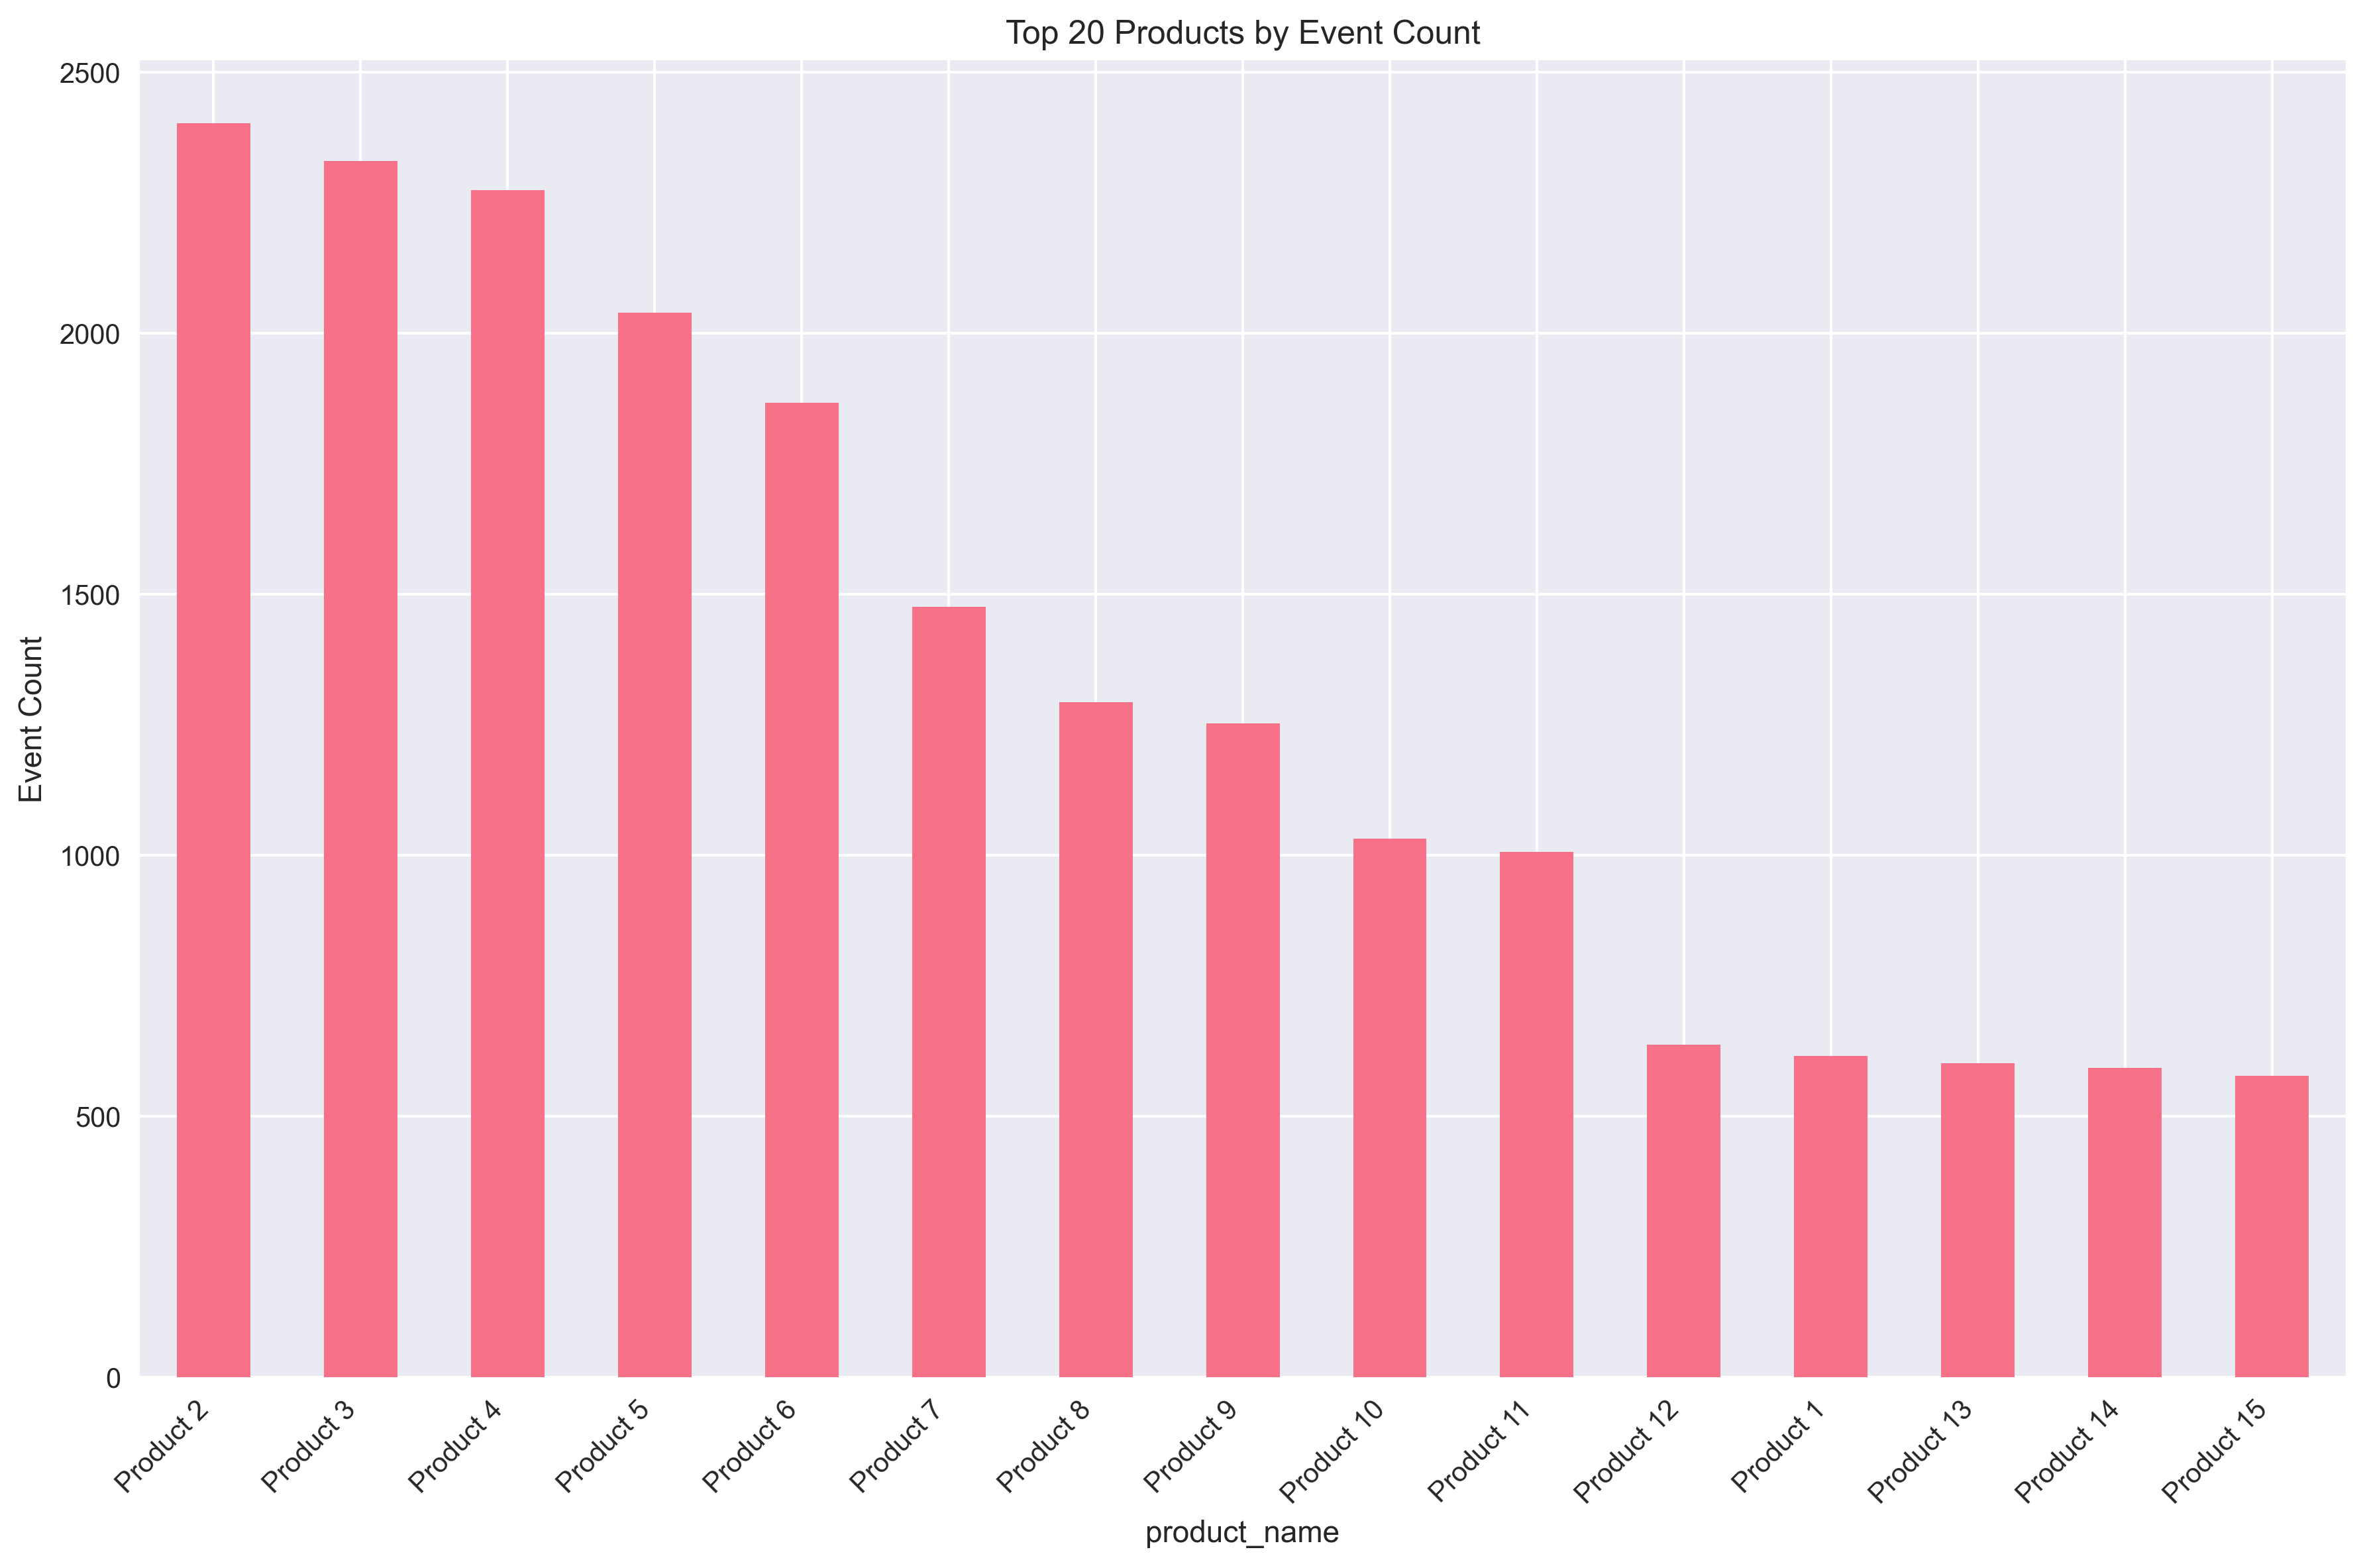 Top 20 Products by Event Count
2500
2000
1500
1000
500
0
Event Count
Product 2
Product 3
Product 4
Product 5
Product 6
Product 7
Product 8
Product 9
Product 10
Product 11
Product 12
Product 1
Product 13
Product 14
Product 15
product_name